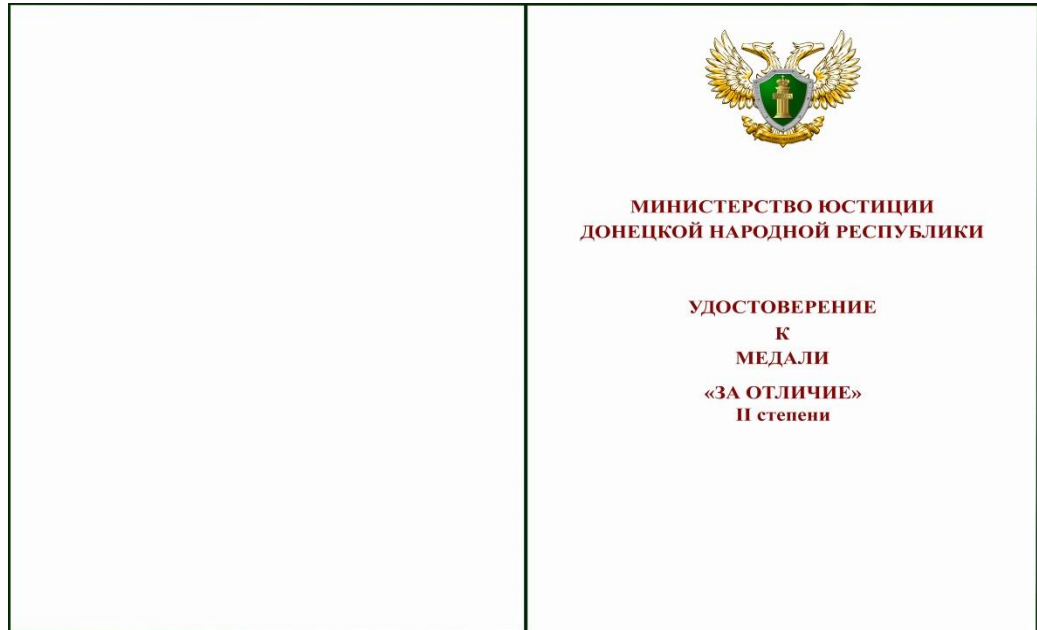 МИНИСТЕРСТВО ЮСТИЦИИ
ДОНЕЦКОЙ НАРОДНОЙ РЕСПУБЛИКИ
УДОСТОВЕРЕНИЕ
К
МЕДАЛИ
«ЗА ОТЛИЧИЕ»
II степени